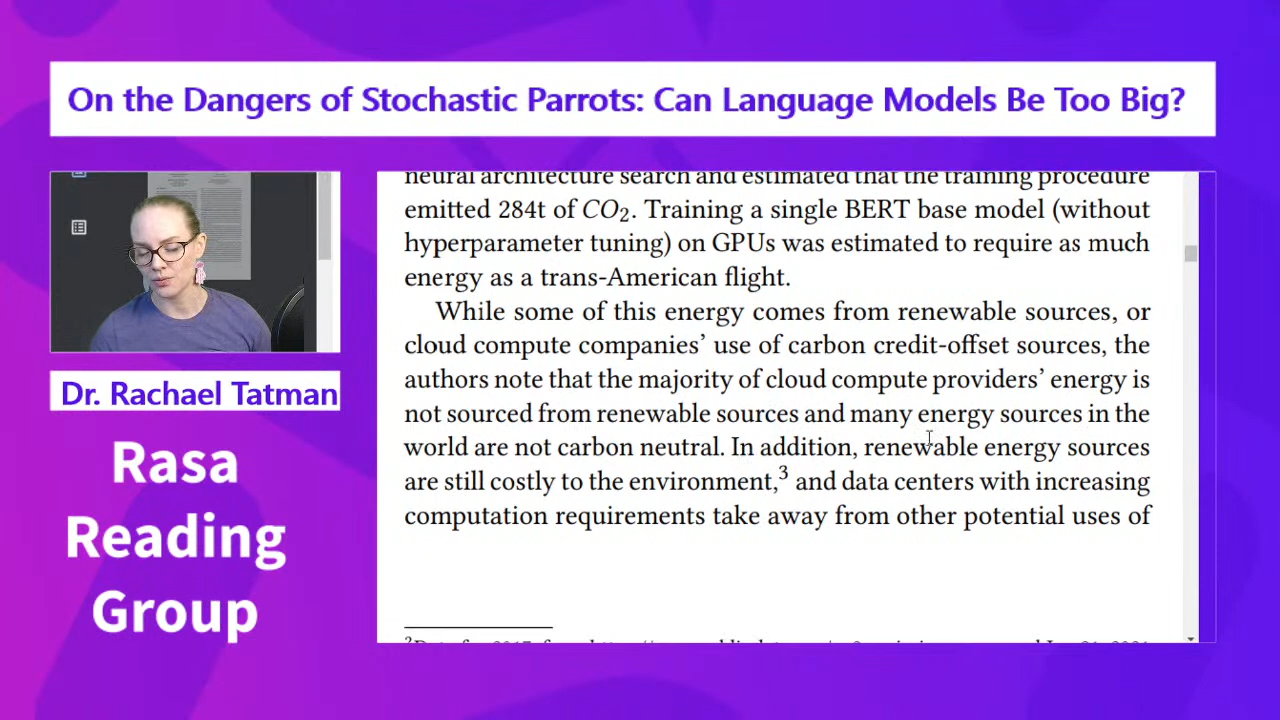 On the Dangers of Stochastic Parrots: Can Language Models Be Too Big?
Dr. Rachael Tatman
Rasa
Reading
Group
neural architecture search and estimated that the training procedure
emitted 284t of CO₂. Training a single BERT base model (without
hyperparameter tuning) on GPUs was estimated to require as much
energy as a trans-American flight.
While some of this energy comes from renewable sources, or
cloud compute companies’ use of carbon credit-offset sources, the
authors note that the majority of cloud compute providers’ energy is
not sourced from renewable sources and many energy sources in the
world are not carbon neutral. In addition, renewable energy sources
are still costly to the environment,³ and data centers with increasing
computation requirements take away from other potential uses of